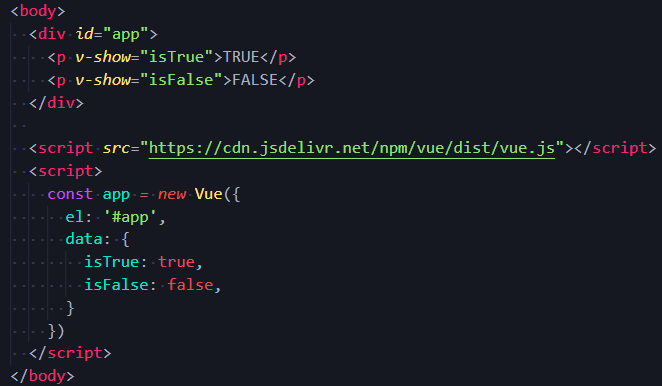 <body>
  <div id="app">
    <p v-show="isTrue">TRUE</p>
    <p v-show="isFalse">FALSE</p>
  </div>

  <script src="https://cdn.jsdelivr.net/npm/vue/dist/vue.js"></script>
  <script>
    const app = new Vue({
      el: '#app',
      data: {
        isTrue: true,
        isFalse: false,
      }
    })
  </script>
</body>